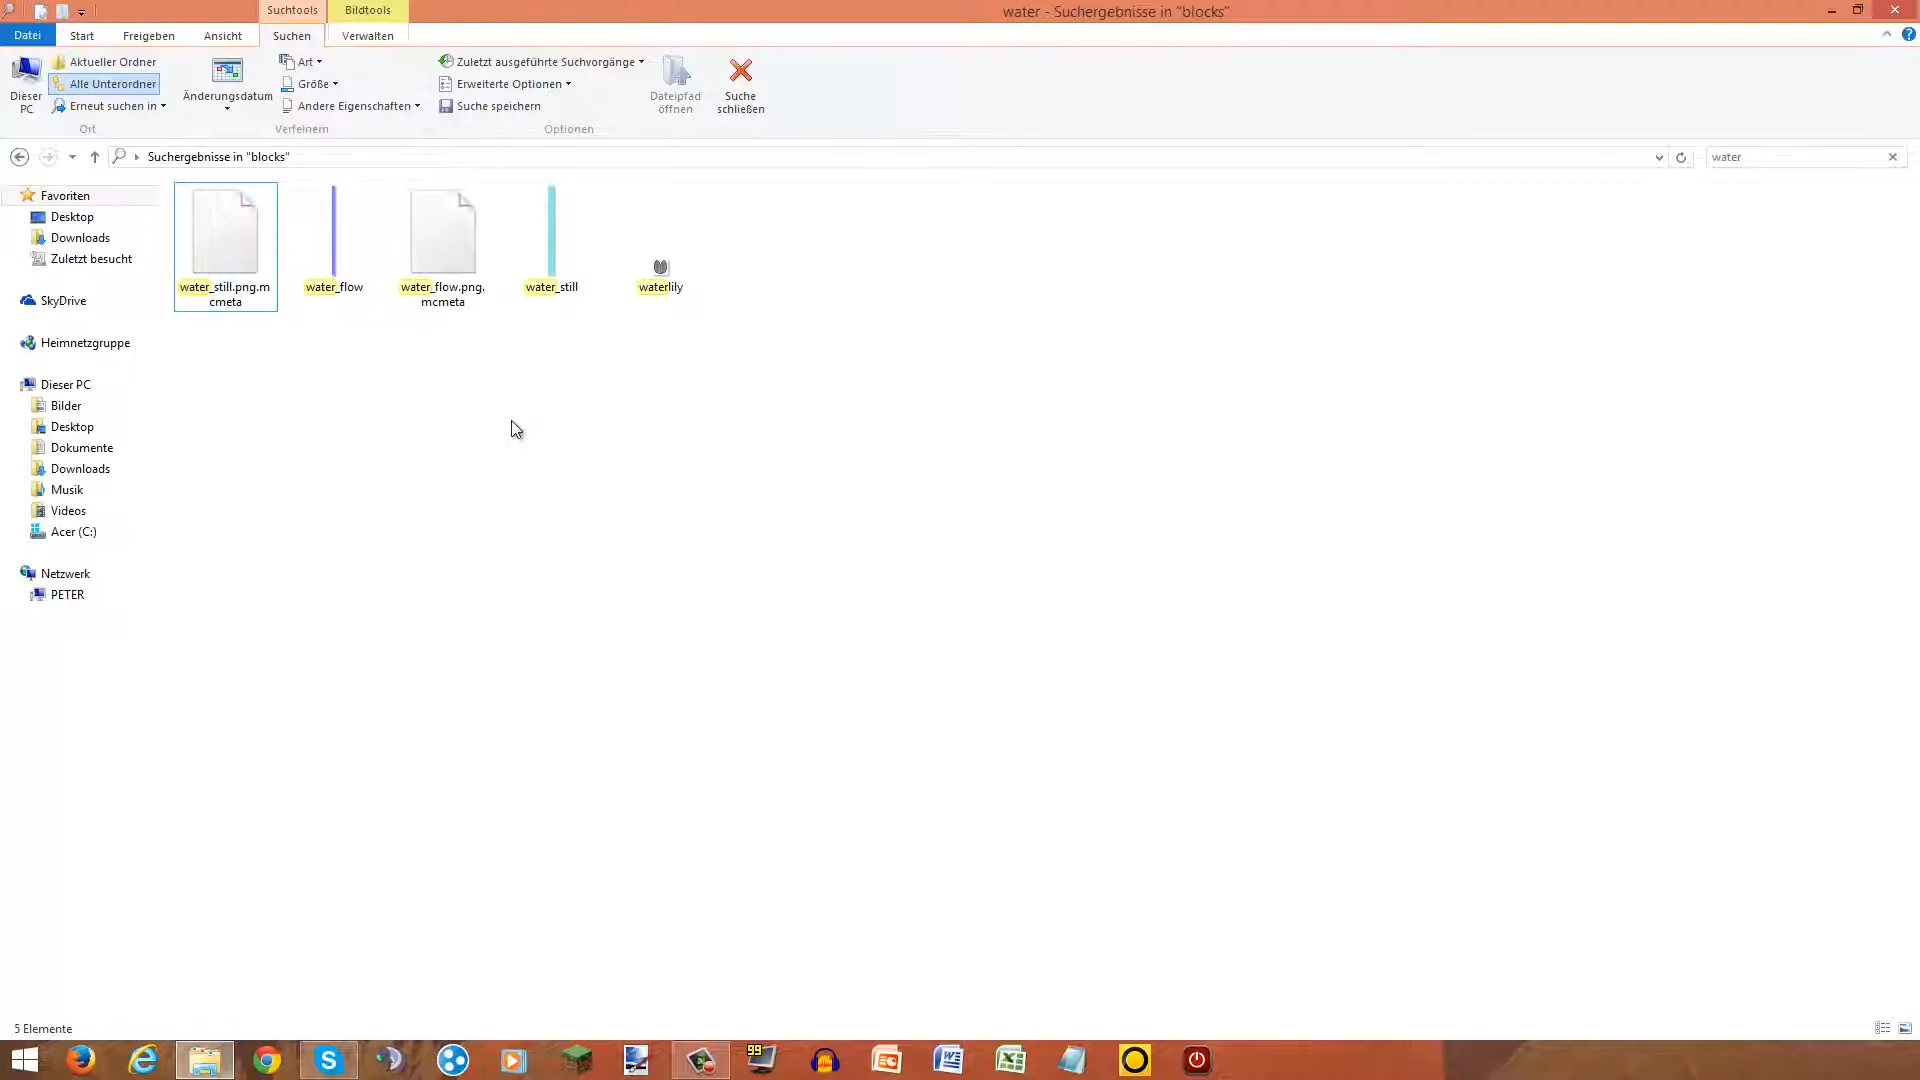 Suchtools
Bildtools
water - Suchergebnisse in "blocks"
Datei
Start
Freigeben
Ansicht
Suchen
Verwalten
Dieser PC
Aktueller Ordner
Alle Unterordner
Erneut suchen in
Änderungsdatum
Art
Größe
Andere Eigenschaften
Zuletzt ausgeführte Suchvorgänge
Erweiterte Optionen
Suche speichern
Dateipfad
öffnen
Suche
schließen
Ort
Verfeinern
Optionen
Suchergebnisse in "blocks"
water
Favoriten
Desktop
Downloads
Zuletzt besucht
SkyDrive
Heimnetzgruppe
Dieser PC
Bilder
Desktop
Dokumente
Downloads
Musik
Videos
Acer (C:)
Netzwerk
PETER
water_still.png.m
cmeta
water_flow
water_flow.png.
mcmeta
water_still
waterlily
5 Elemente
99